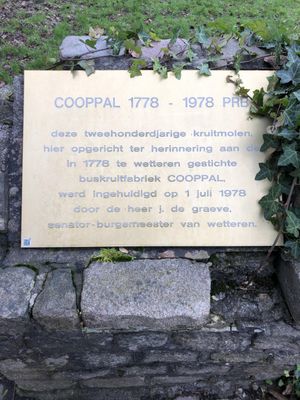 COOPPAL 1778 - 1978 PRB
deze tweehonderdjarige kruitmolen,
hier opgericht ter herinnering aan de
in 1778 te wetteren gestichte
buskruitfabriek COOPPAL,
werd ingehuldigd op 1 juli 1978
door de heer j. de graeve,
senator-burgemeester van wetteren.